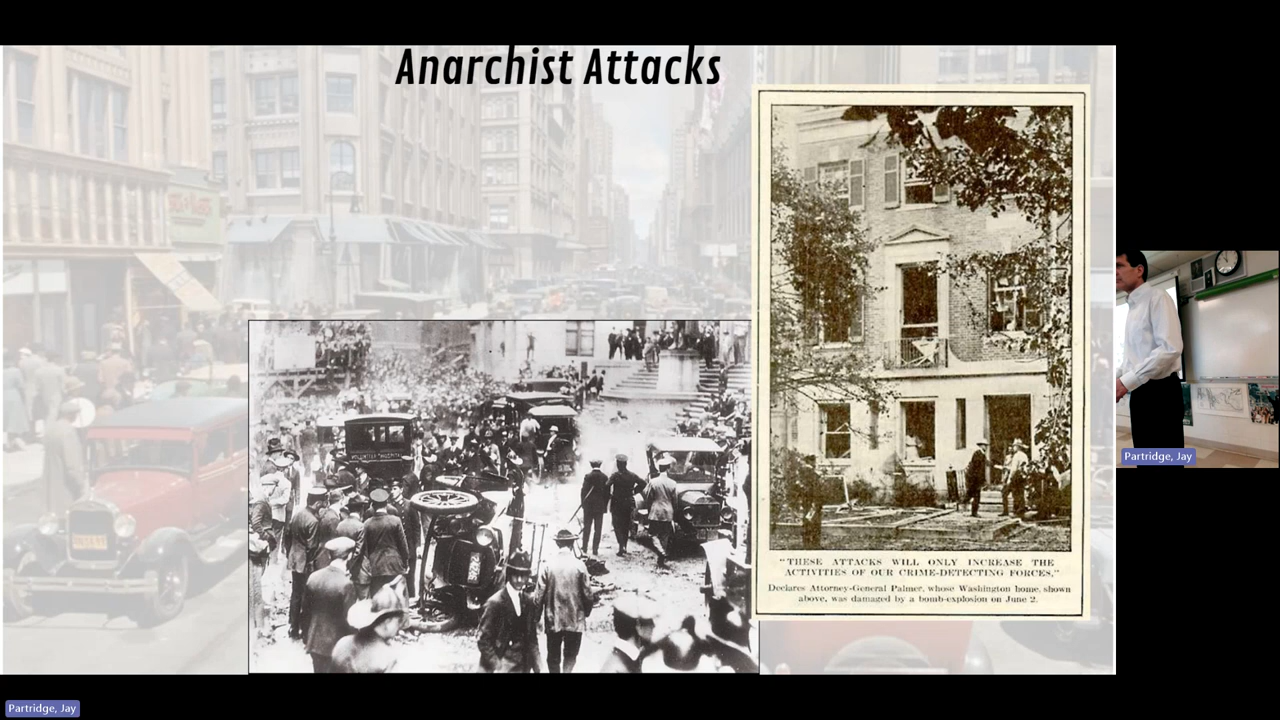 Anarchist Attacks
"THESE ATTACKS WILL ONLY INCREASE THE
ACTIVITIES OF OUR CRIME-DETECTING FORCES,"
Declares Attorney-General Palmer, whose Washington home, shown
above, was damaged by a bomb-explosion on June 2.
Partridge, Jay
Partridge, Jay